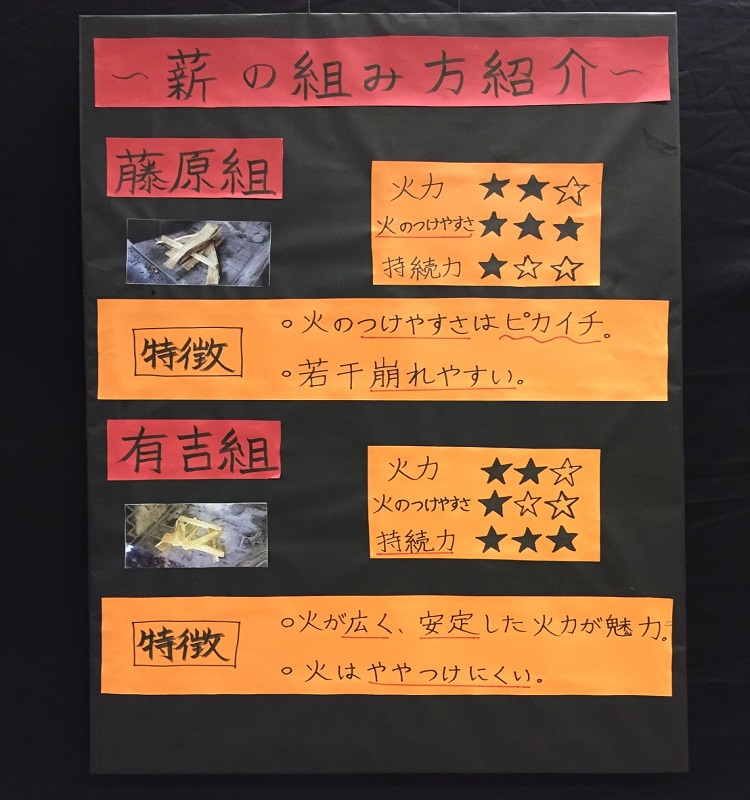 ～薪の組み方紹介～
藤原組
火力 ★★☆
火のつけやすさ ★★★
持続力 ★☆☆
特徴
○火のつけやすさはピカイチ。
○若干崩れやすい。
有吉組
火力 ★★☆
火のつけやすさ ★☆☆
持続力 ★★★
特徴
○火が広く、安定した火力が魅力。
○火はややつけにくい。